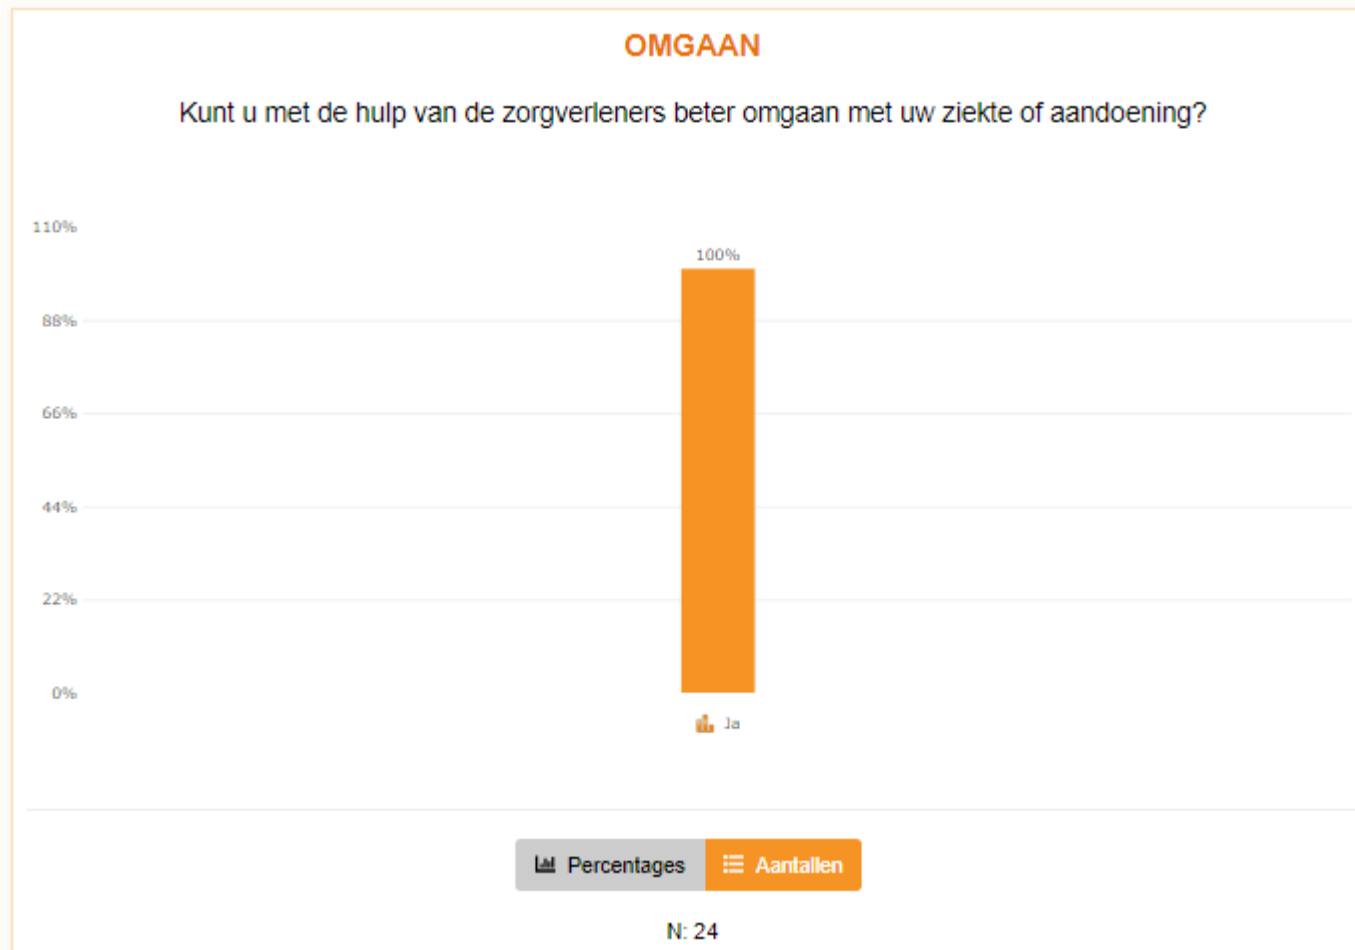 OMGAAN
Kunt u met de hulp van de zorgverleners beter omgaan met uw ziekte of aandoening?
110%
100%
88%
66%
44%
22%
0%
Ja
Percentages
Aantallen
N: 24